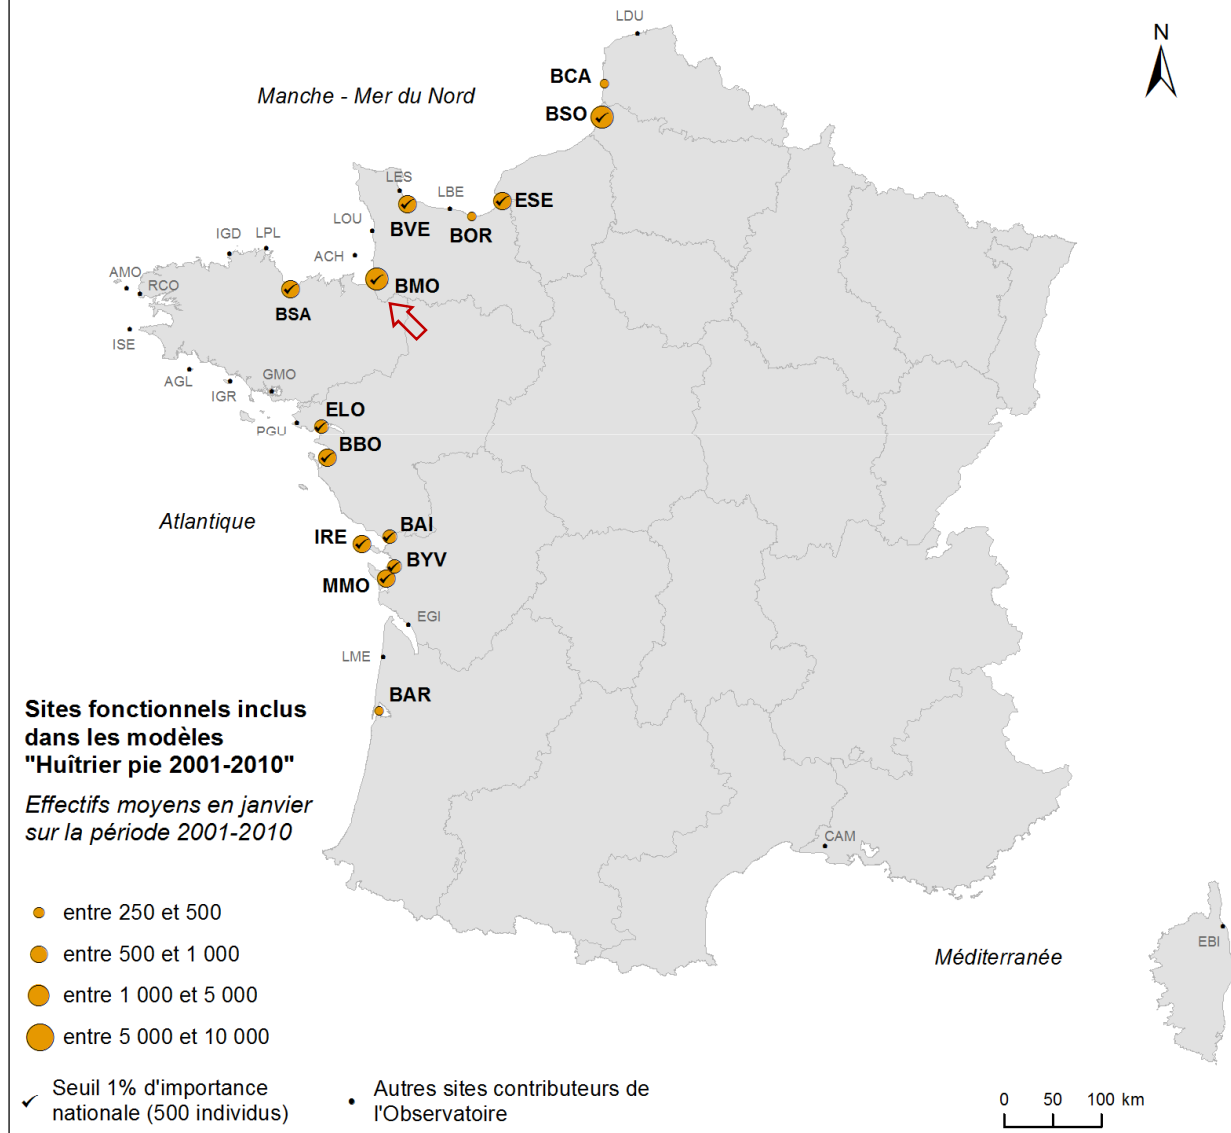 LDU
N
BCA
Manche - Mer du Nord
BSO
LES
LBE
ESE
LOU
BVE
BOR
IGD
LPL
ACH
AMO
RCO
BMO
BSA
ISE
AGL
IGR
GMO
ELO
PGU
BBO
Atlantique
BAI
IRE
BYV
MMO
EGI
LME
BAR
Sites fonctionnels inclus
dans les modèles
"Huîtrier pie 2001-2010"
Effectifs moyens en janvier
sur la période 2001-2010
CAM
entre 250 et 500
EBI
entre 500 et 1 000
Méditerranée
entre 1 000 et 5 000
entre 5 000 et 10 000
Seuil 1% d'importance
nationale (500 individus)
Autres sites contributeurs de
l'Observatoire
0 50 100 km